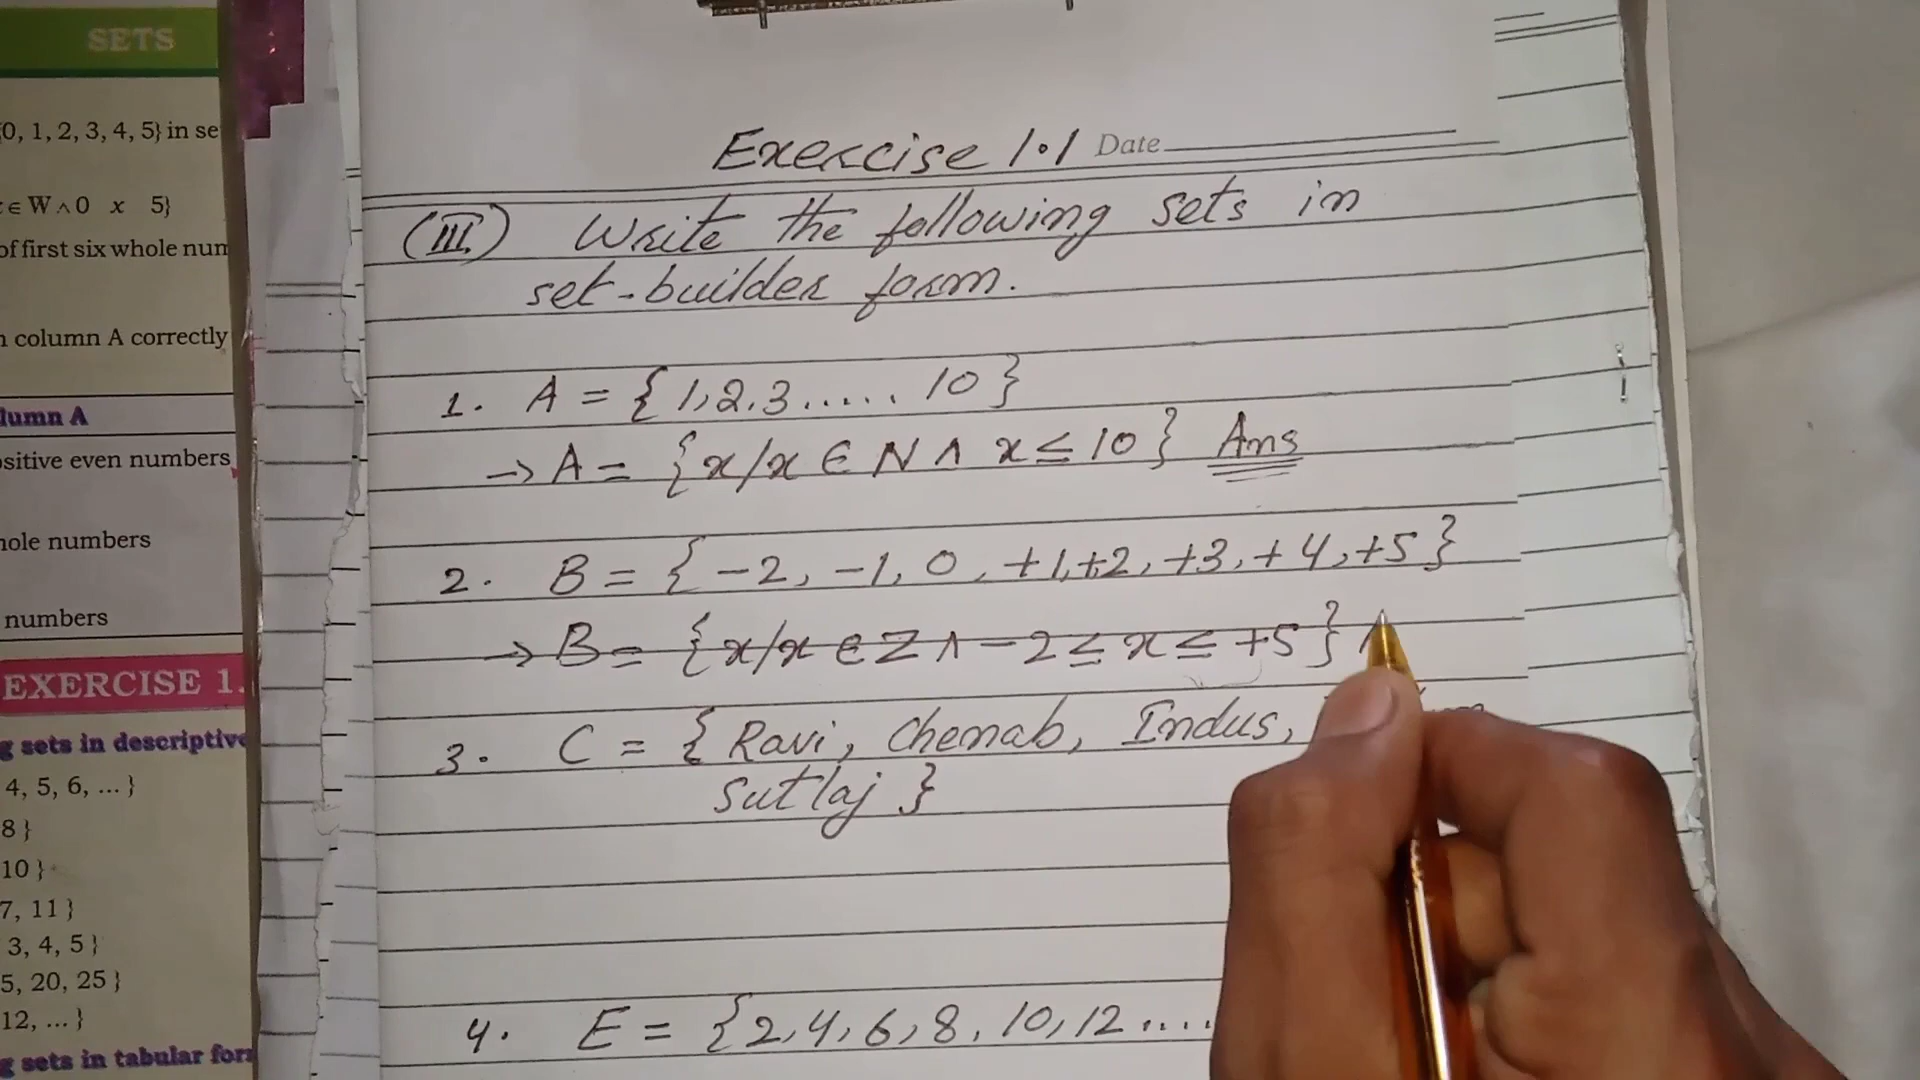 SETS
0, 1, 2, 3, 4, 5} in se
∈ W ∧ 0 x 5}
of first six whole num
column A correctly
lumn A
ositive even numbers
hole numbers
numbers
EXERCISE 1.
g sets in descriptive
4, 5, 6, ... }
8 }
10 }
7, 11 }
3, 4, 5 }
5, 20, 25 }
12, ... }
g sets in tabular for
Exercise 1.1 Date
(III) Write the following sets in
set-builder form.
1. A = { 1, 2, 3 ..... 10 }
→ A = { x/x ∈ N ∧ x ≤ 10 } Ans
2. B = { -2, -1, 0, +1, +2, +3, +4, +5 }
→ B = { x/x ∈ Z ∧ -2 ≤ x ≤ +5 }
3. C = { Ravi, Chenab, Indus,
Sutlaj }
4. E = { 2, 4, 6, 8, 10, 12 ....